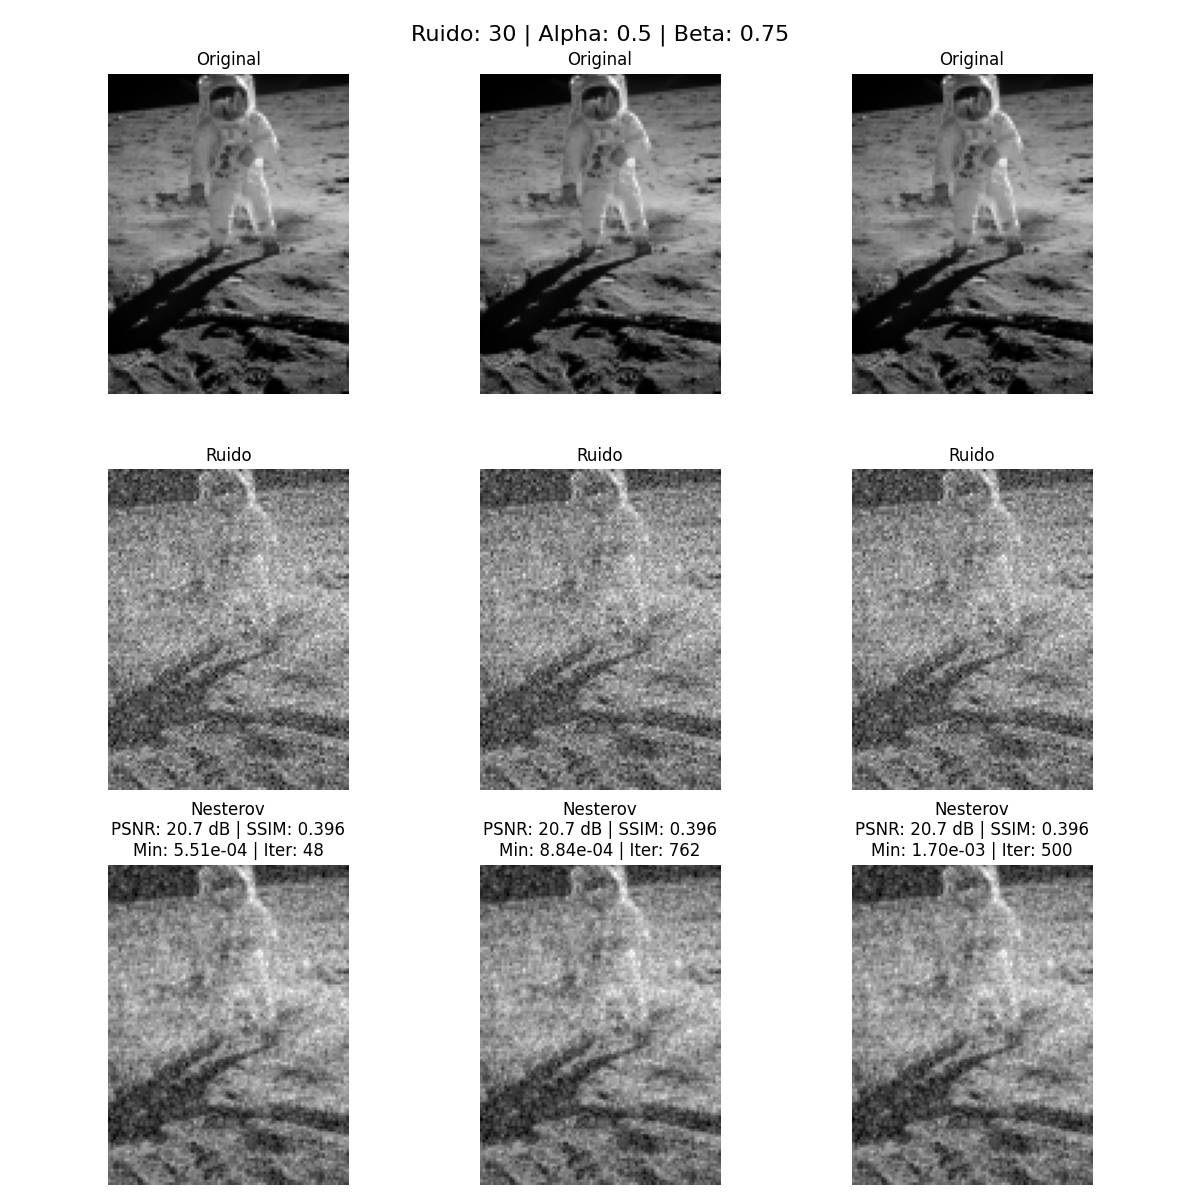 Ruido: 30 | Alpha: 0.5 | Beta: 0.75
Original
Original
Original
Ruido
Ruido
Ruido
Nesterov
PSNR: 20.7 dB | SSIM: 0.396
Min: 5.51e-04 | Iter: 48
Nesterov
PSNR: 20.7 dB | SSIM: 0.396
Min: 8.84e-04 | Iter: 762
Nesterov
PSNR: 20.7 dB | SSIM: 0.396
Min: 1.70e-03 | Iter: 500